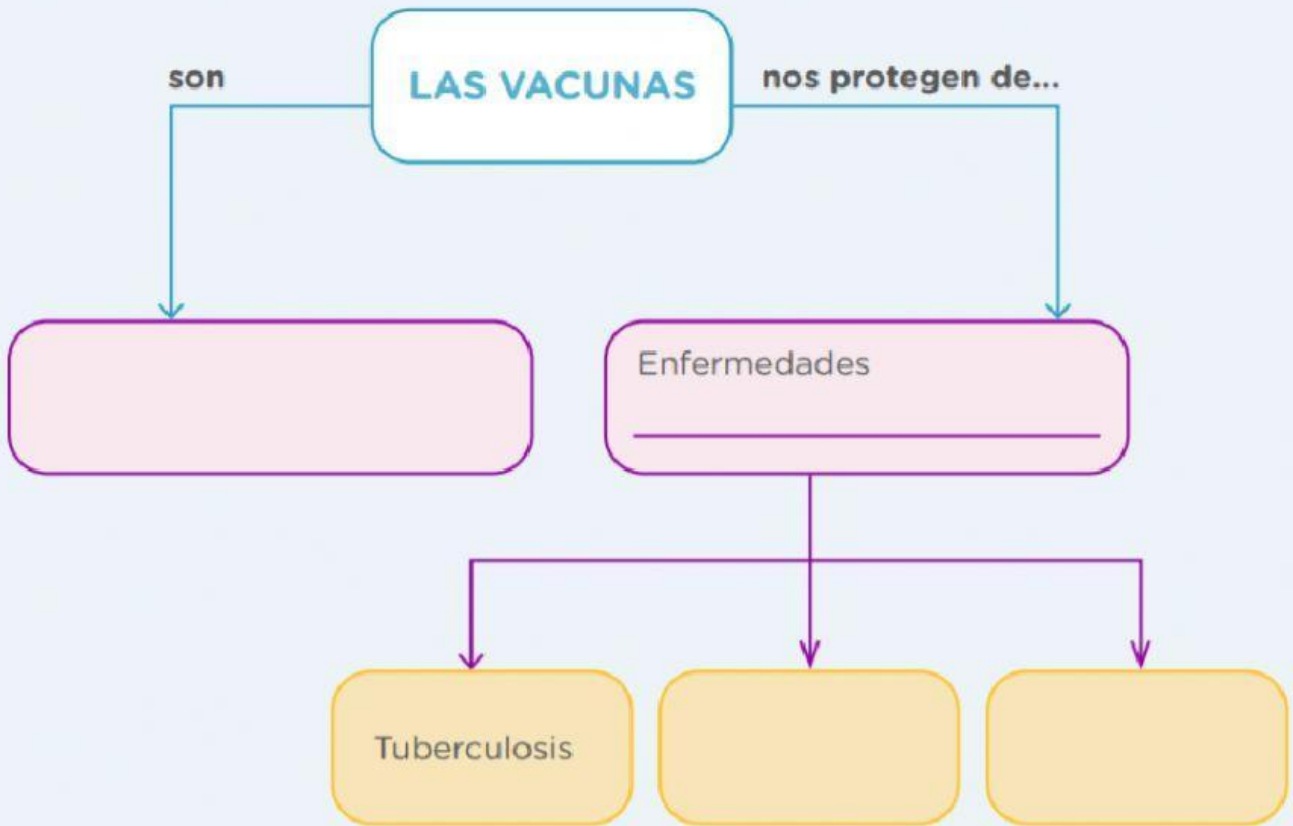 son
LAS VACUNAS
nos protegen de...
Enfermedades
Tuberculosis